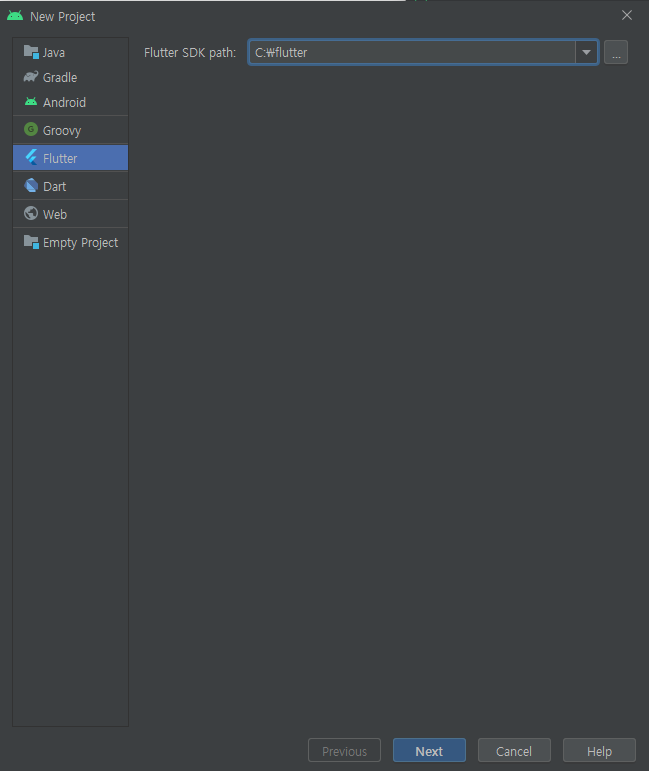 New Project
Java
Gradle
Android
Groovy
Flutter
Dart
Web
Empty Project
Flutter SDK path:
C:₩flutter
...
Previous
Next
Cancel
Help